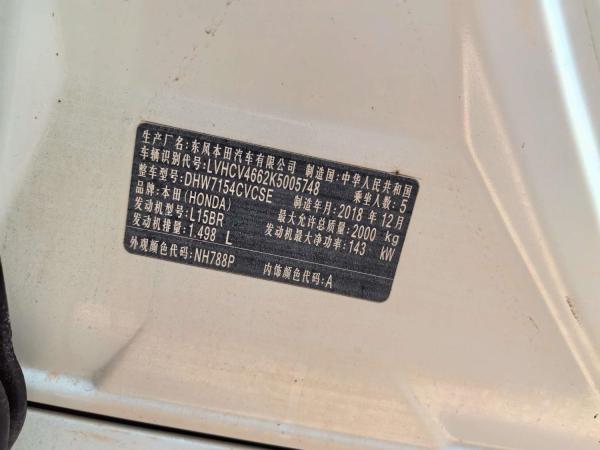 生产厂名: 东风本田汽车有限公司 制造国: 中华人民共和国
车辆识别代号: LVHCV4662K5005748 乘坐人数: 5
整车型号: DHW7154CVCSE 制造年月: 2018 年 12 月
品牌: 本田 (HONDA) 最大允许总质量: 2000 kg
发动机型号: L15BR 发动机最大净功率: 143 kW
发动机排量: 1.498 L
外观颜色代码: NH788P 内饰颜色代码: A